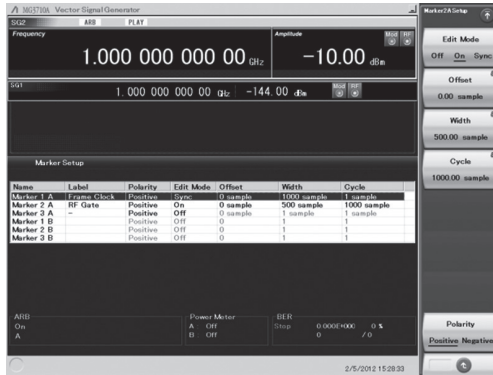 MG3710A Vector Signal Generator
SG2 ARB PLAY
Frequency
1.000 000 000 00 GHz
Amplitude
-10.00 dBm
Mod RF
SG1
1. 000 000 000 00 GHz
-144. 00 dBm
Mod RF
Marker Setup
Name Label Polarity Edit Mode Offset Width Cycle
Marker 1 A Frame Clock Positive Sync 0 sample 1000 sample 1 sample
Marker 2 A RF Gate Positive On 0 sample 500 sample 1000 sample
Marker 3 A - Positive Off 0 sample 1 sample 1 sample
Marker 1 B Positive Off 0 1 1
Marker 2 B Positive Off 0 1 1
Marker 3 B Positive Off 0 1 1
ARB
On
A
Power Meter
A Off
B Off
BER
Stop 0.000E+000 0 %
0 / 0
2/5/2012 15:28:33
Marker2 A Setup
Edit Mode
Off On Sync
Offset
0.00 sample
Width
500.00 sample
Cycle
1000.00 sample
Polarity
Positive Negative